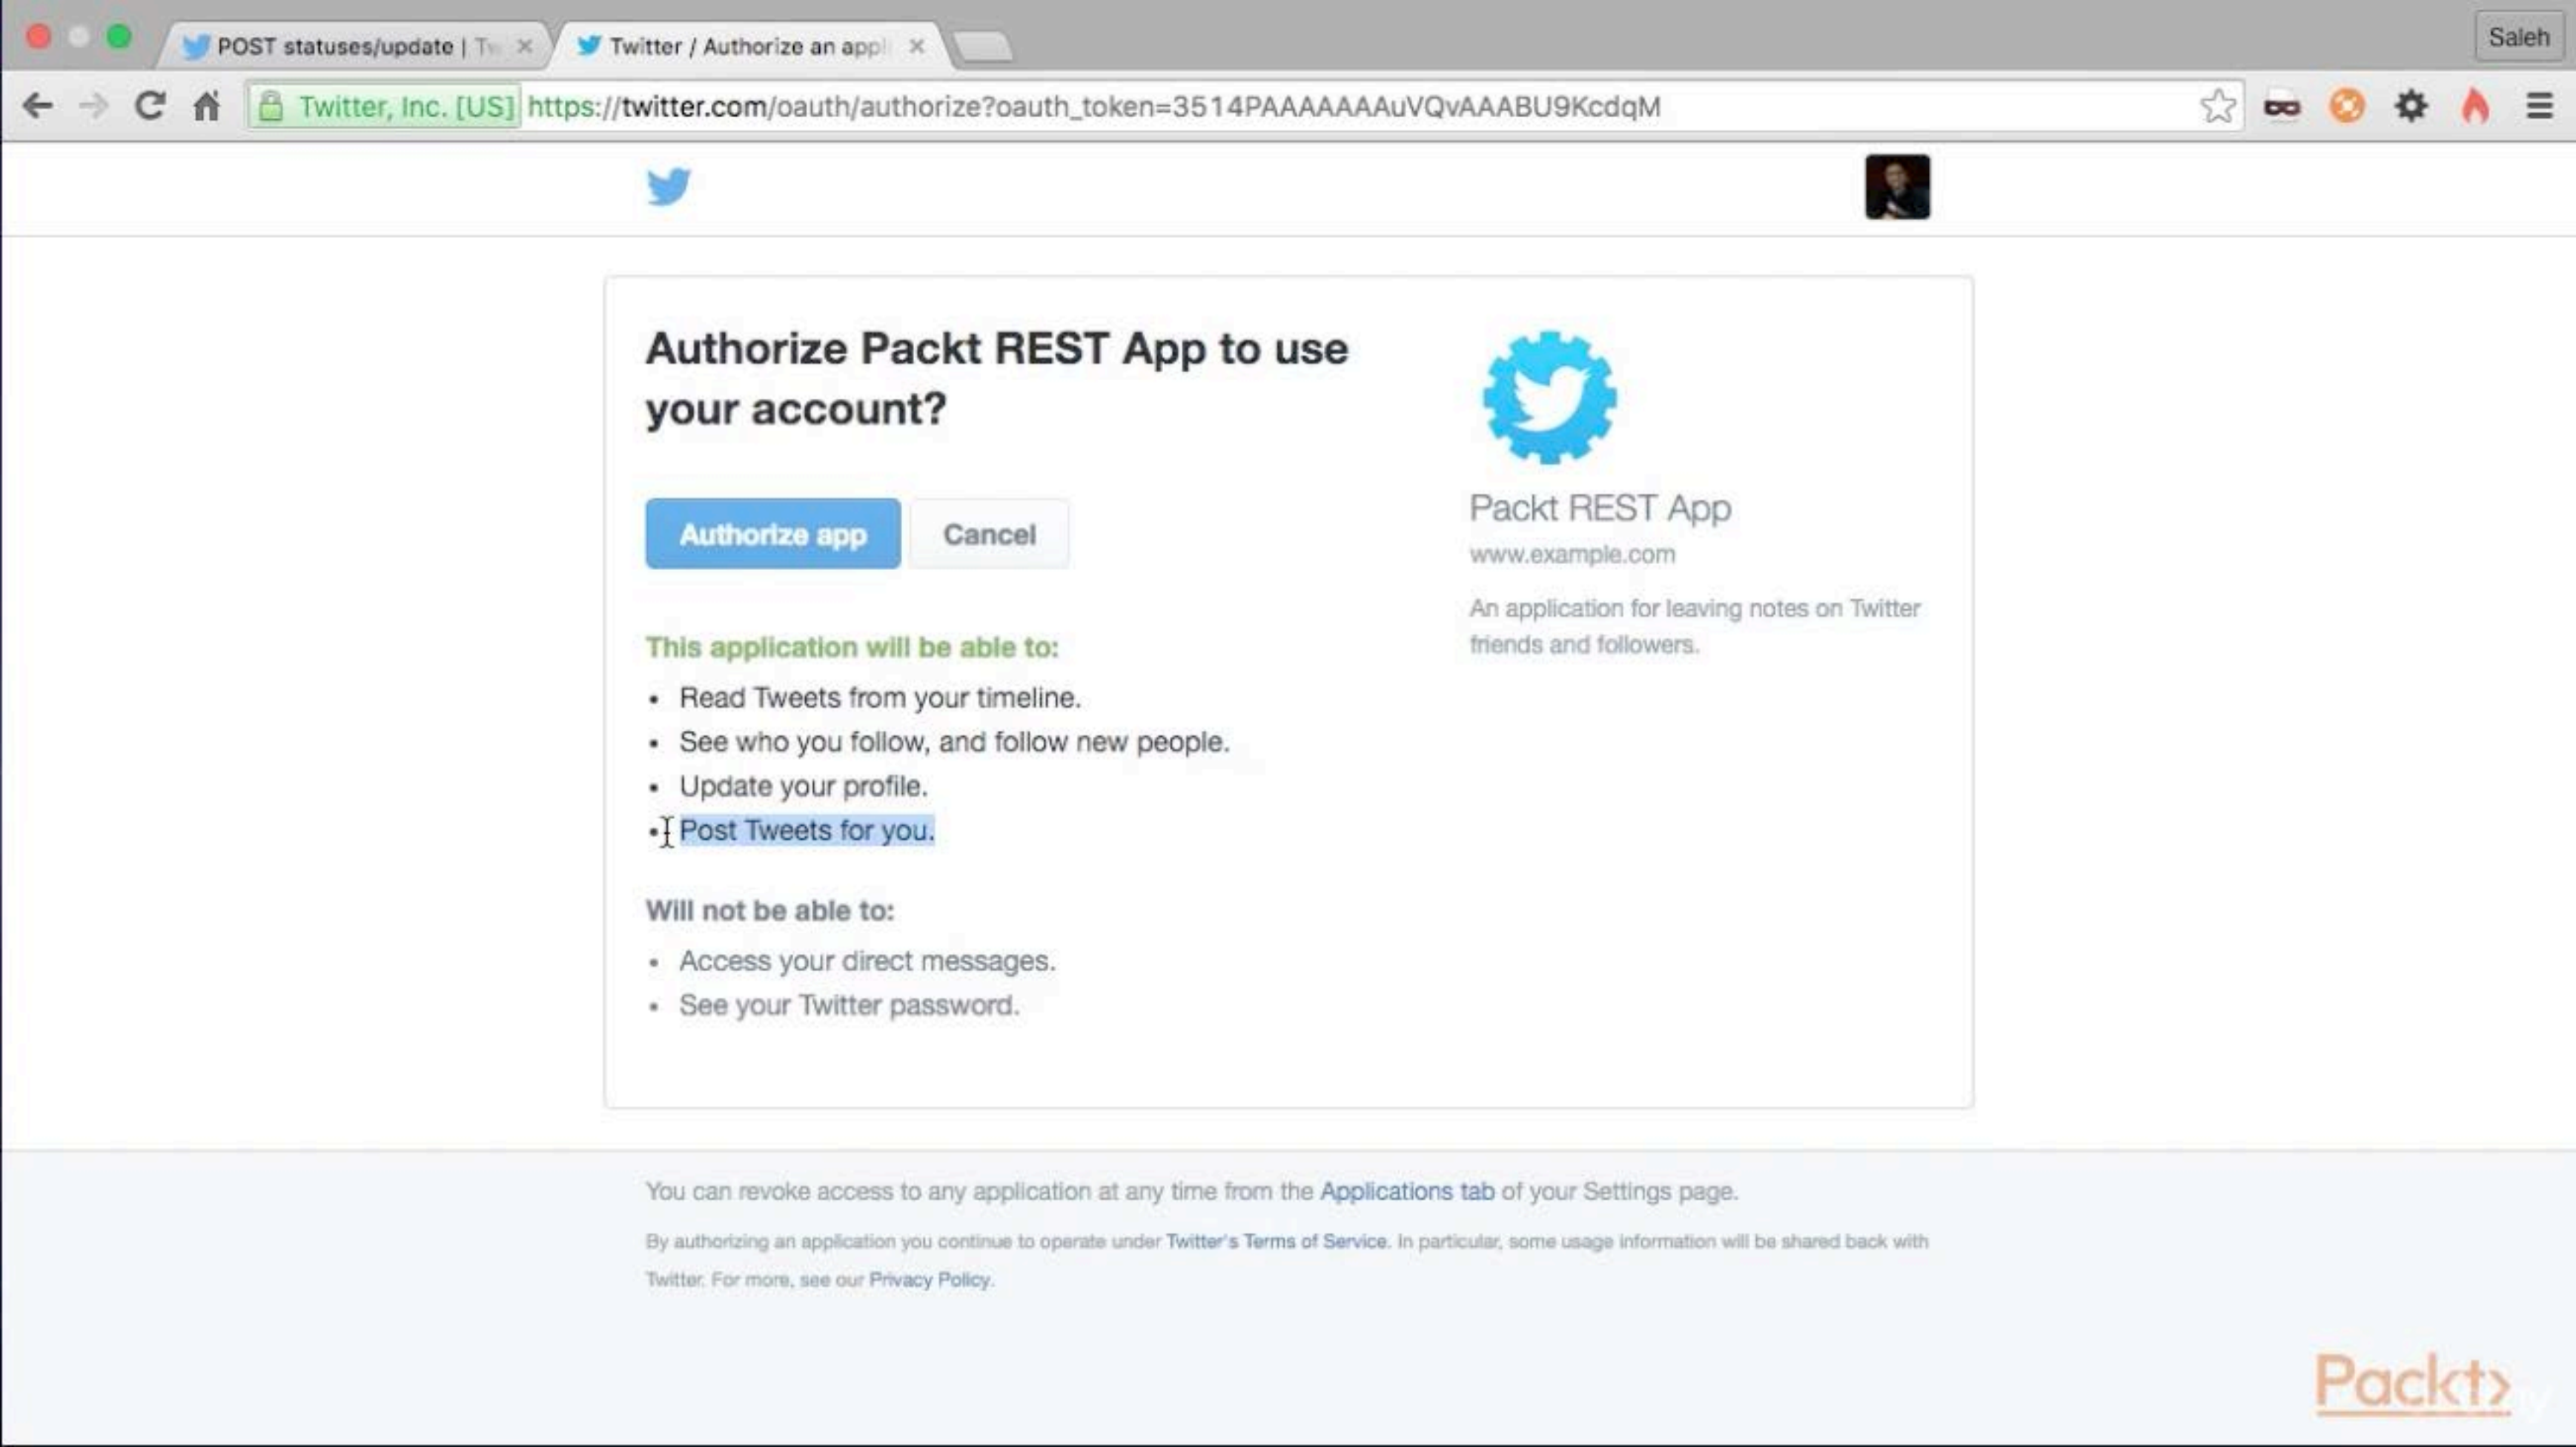 POST statuses/update | Tw
Twitter / Authorize an appl
Saleh
Twitter, Inc. [US] https://twitter.com/oauth/authorize?oauth_token=3514PAAAAAAAuVQvAAABU9KcdqM
Authorize Packt REST App to use
your account?
Authorize app
Cancel
This application will be able to:
• Read Tweets from your timeline.
• See who you follow, and follow new people.
• Update your profile.
• Post Tweets for you.
Will not be able to:
• Access your direct messages.
• See your Twitter password.
Packt REST App
www.example.com
An application for leaving notes on Twitter
friends and followers.
You can revoke access to any application at any time from the Applications tab of your Settings page.
By authorizing an application you continue to operate under Twitter's Terms of Service. In particular, some usage information will be shared back with
Twitter. For more, see our Privacy Policy.
Packt>